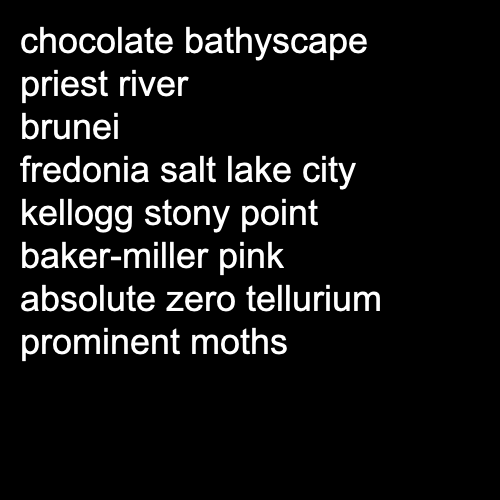 chocolate bathyscape
priest river
brunei
fredonia salt lake city
kellogg stony point
baker-miller pink
absolute zero tellurium
prominent moths